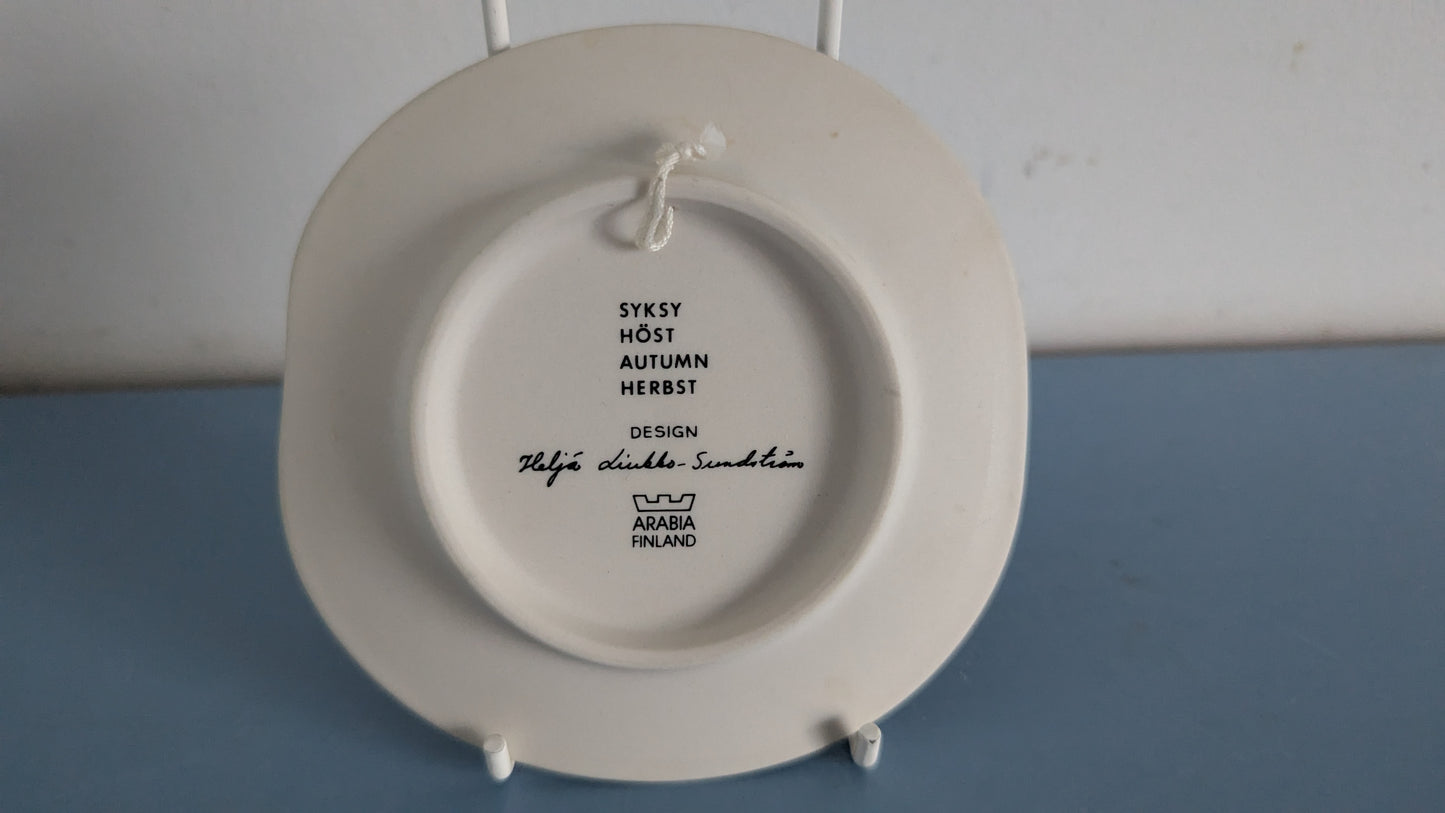 SYKSY
HÖST
AUTUMN
HERBST
DESIGN
Heljä Liukko-Sundström
ARABIA
FINLAND